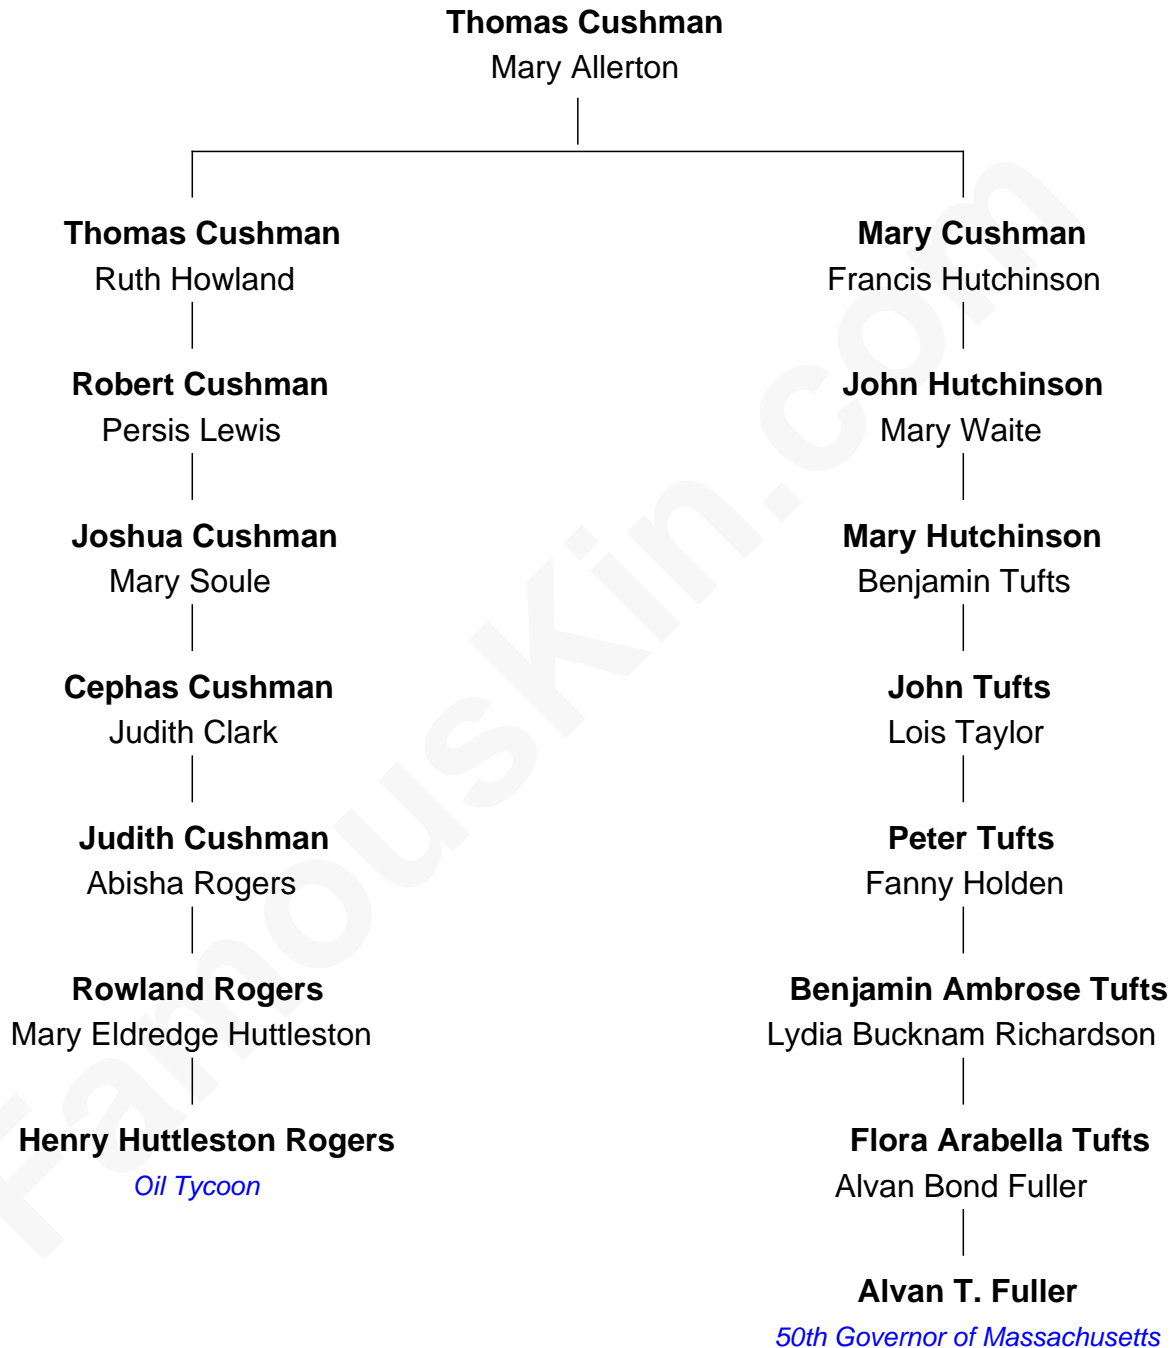 Thomas Cushman
Mary Allerton
Thomas Cushman
Ruth Howland
Robert Cushman
Persis Lewis
Joshua Cushman
Mary Soule
Cephas Cushman
Judith Clark
Judith Cushman
Abisha Rogers
Rowland Rogers
Mary Eldredge Huttleston
Henry Huttleston Rogers
Oil Tycoon
Mary Cushman
Francis Hutchinson
John Hutchinson
Mary Waite
Mary Hutchinson
Benjamin Tufts
John Tufts
Lois Taylor
Peter Tufts
Fanny Holden
Benjamin Ambrose Tufts
Lydia Bucknam Richardson
Flora Arabella Tufts
Alvan Bond Fuller
Alvan T. Fuller
50th Governor of Massachusetts
FamousKin.com